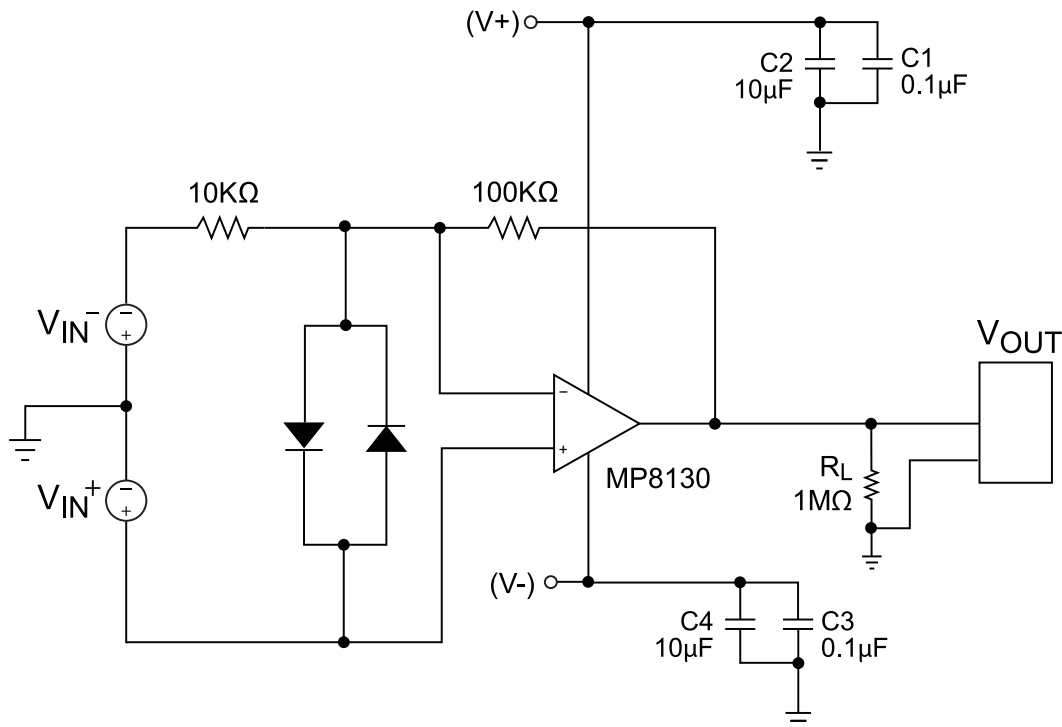 (V+)
C2
10µF
C1
0.1µF
10KΩ
100KΩ
− +
VIN−
− +
VIN+
−
+
MP8130
VOUT
RL
1MΩ
(V-)
C4
10µF
C3
0.1µF